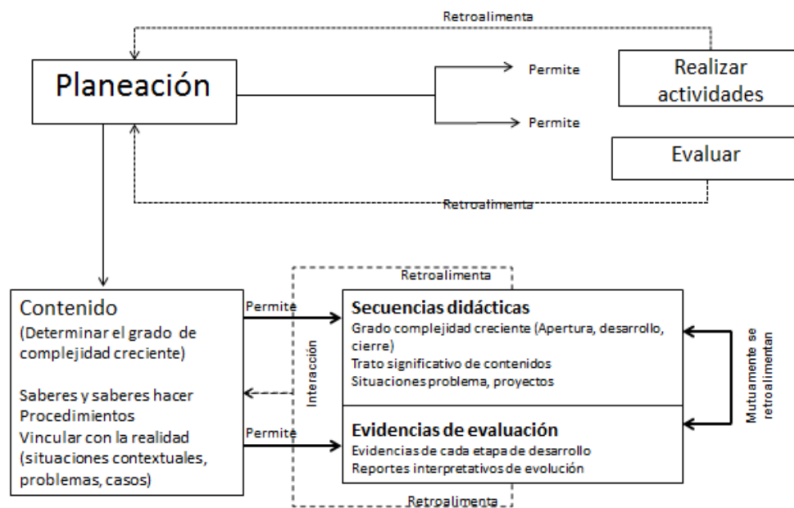 Retroalimenta
Planeación
Permite
Realizar
actividades
Permite
Evaluar
Retroalimenta
Retroalimenta
Contenido
(Determinar el grado de
complejidad creciente)
Saberes y saberes hacer
Procedimientos
Vincular con la realidad
(situaciones contextuales,
problemas, casos)
Permite
Permite
Interacción
Secuencias didácticas
Grado complejidad creciente (Apertura, desarrollo,
cierre)
Trato significativo de contenidos
Situaciones problema, proyectos
Evidencias de evaluación
Evidencias de cada etapa de desarrollo
Reportes interpretativos de evolución
Mutuamente se
retroalimentan
Retroalimenta